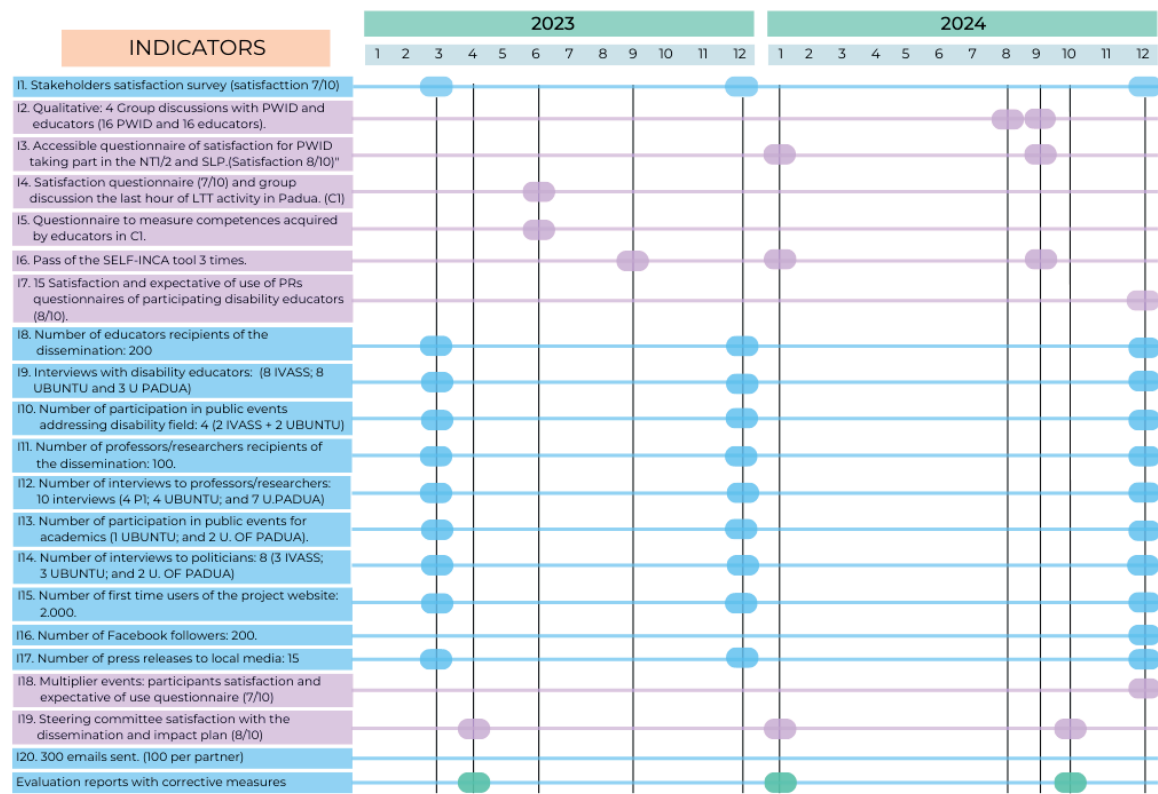 INDICATORS
2023
2024
1 2 3 4 5 6 7 8 9 10 11 12
1 2 3 4 5 6 7 8 9 10 11 12
I1. Stakeholders satisfaction survey (satisfacttion 7/10)
I2. Qualitative: 4 Group discussions with PWID and
educators (16 PWID and 16 educators).
I3. Accessible questionnaire of satisfaction for PWID
taking part in the NT1/2 and SLP.(Satisfaction 8/10)"
I4. Satisfaction questionnaire (7/10) and group
discussion the last hour of LTT activity in Padua. (C1)
I5. Questionnaire to measure competences acquired
by educators in C1.
I6. Pass of the SELF-INCA tool 3 times.
I7. 15 Satisfaction and expectative of use of PRs
questionnaires of participating disability educators
(8/10).
I8. Number of educators recipients of the
dissemination: 200
I9. Interviews with disability educators: (8 IVASS; 8
UBUNTU and 3 U PADUA)
I10. Number of participation in public events
addressing disability field: 4 (2 IVASS + 2 UBUNTU)
I11. Number of professors/researchers recipients of
the dissemination: 100.
I12. Number of interviews to professors/researchers:
10 interviews (4 P1; 4 UBUNTU; and 7 U.PADUA)
I13. Number of participation in public events for
academics (1 UBUNTU; and 2 U. OF PADUA).
I14. Number of interviews to politicians: 8 (3 IVASS;
3 UBUNTU; and 2 U. OF PADUA)
I15. Number of first time users of the project website:
2.000.
I16. Number of Facebook followers: 200.
I17. Number of press releases to local media: 15
I18. Multiplier events: participants satisfaction and
expectative of use questionnaire (7/10)
I19. Steering committee satisfaction with the
dissemination and impact plan (8/10)
I20. 300 emails sent. (100 per partner)
Evaluation reports with corrective measures